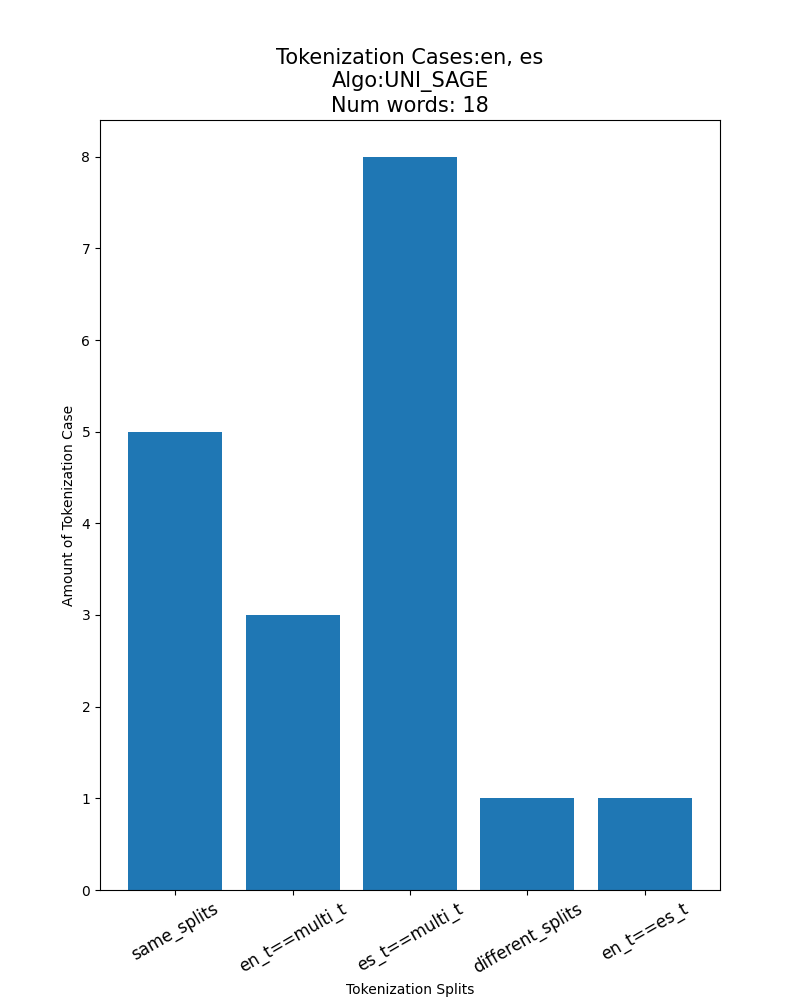 Tokenization Cases:en, es
Algo:UNI_SAGE
Num words: 18
Amount of Tokenization Case
8
7
6
5
4
3
2
1
0
same_splits
en_t==multi_t
es_t==multi_t
different_splits
en_t==es_t
Tokenization Splits